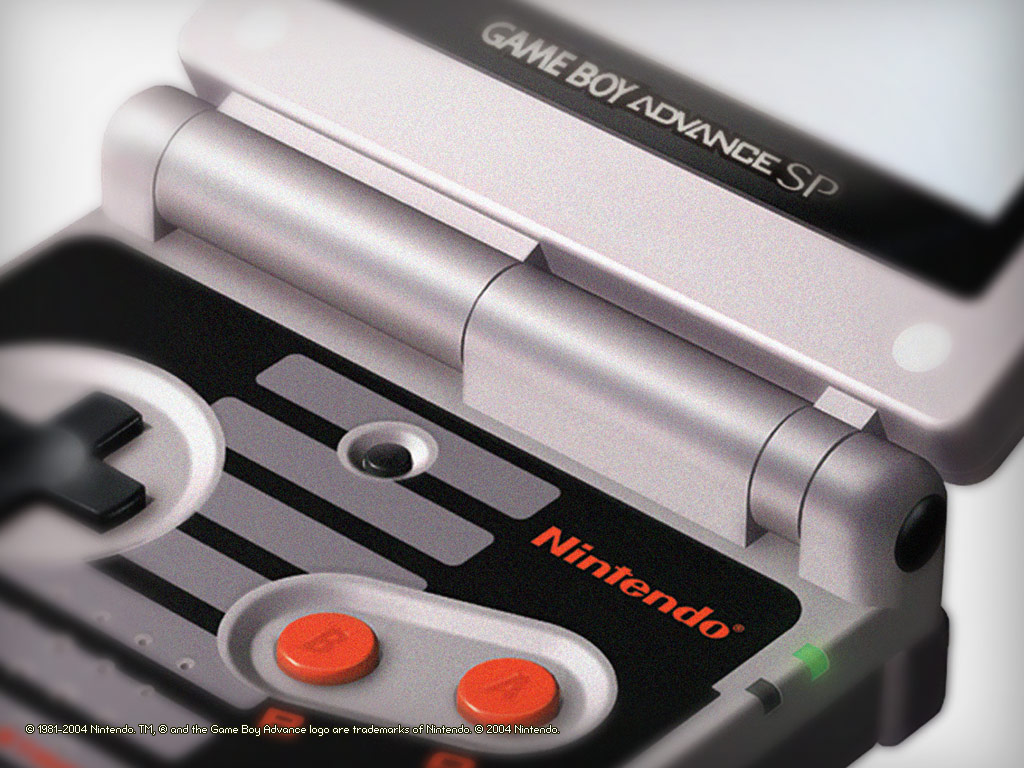 GAME BOY ADVANCE SP
Nintendo®
B
A
B
© 1981-2004 Nintendo. TM, ® and the Game Boy Advance logo are trademarks of Nintendo. © 2004 Nintendo.